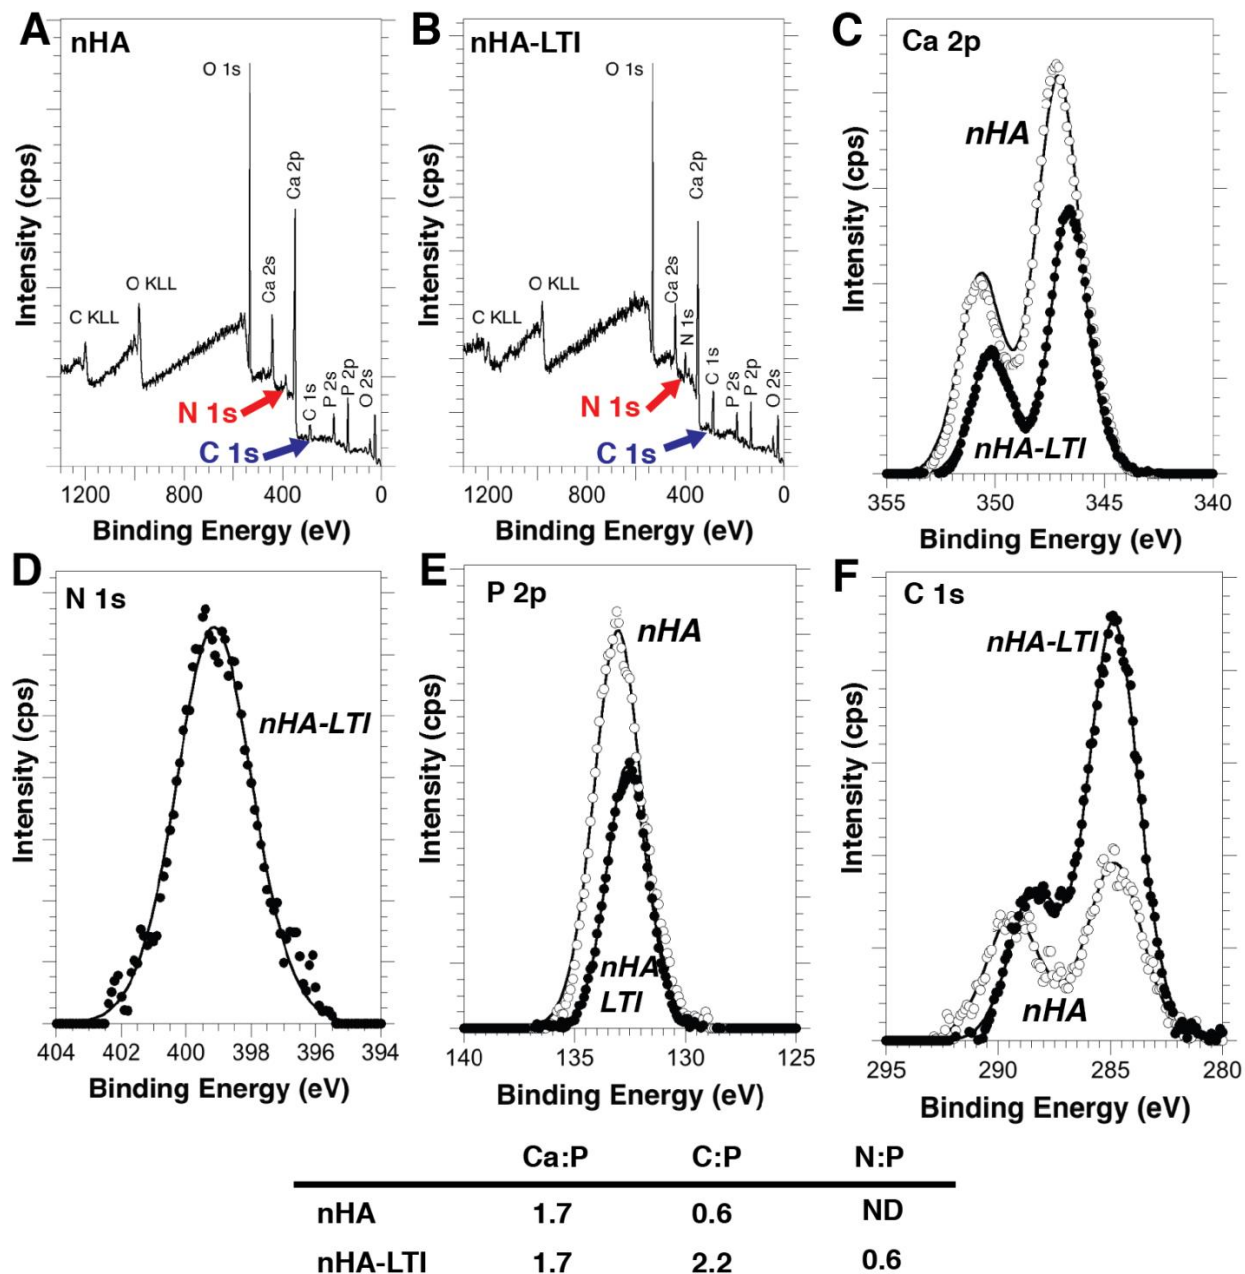 A
nHA
Intensity (cps)
O 1s
Ca 2p
Ca 2s
O KLL
C KLL
N 1s
C 1s
C 1s
P 2s
P 2p
O 2s
1200
800
400
0
Binding Energy (eV)
B
nHA-LTI
Intensity (cps)
O 1s
Ca 2p
Ca 2s
N 1s
O KLL
C KLL
N 1s
C 1s
C 1s
P 2s
P 2p
O 2s
1200
800
400
0
Binding Energy (eV)
C
Ca 2p
Intensity (cps)
nHA
nHA-LTI
355
350
345
340
Binding Energy (eV)
D
N 1s
Intensity (cps)
nHA-LTI
404
402
400
398
396
394
Binding Energy (eV)
E
P 2p
Intensity (cps)
nHA
nHA
LTI
140
135
130
125
Binding Energy (eV)
F
C 1s
Intensity (cps)
nHA-LTI
nHA
295
290
285
280
Binding Energy (eV)
Ca:P C:P N:P
nHA 1.7 0.6 ND
nHA-LTI 1.7 2.2 0.6